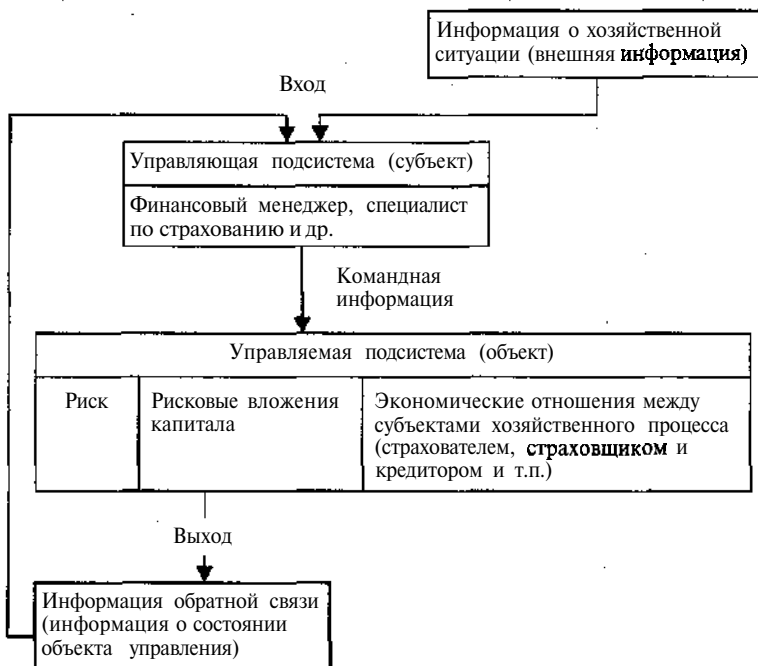 Информация о хозяйственной
ситуации (внешняя информация)
Вход
Управляющая подсистема (субъект)
Финансовый менеджер, специалист
по страхованию и др.
Командная
информация
Управляемая подсистема (объект)
Риск
Рисковые вложения
капитала
Экономические отношения между
субъектами хозяйственного процесса
(страхователем, страховщиком и
кредитором и т.п.)
Выход
Информация обратной связи
(информация о состоянии
объекта управления)